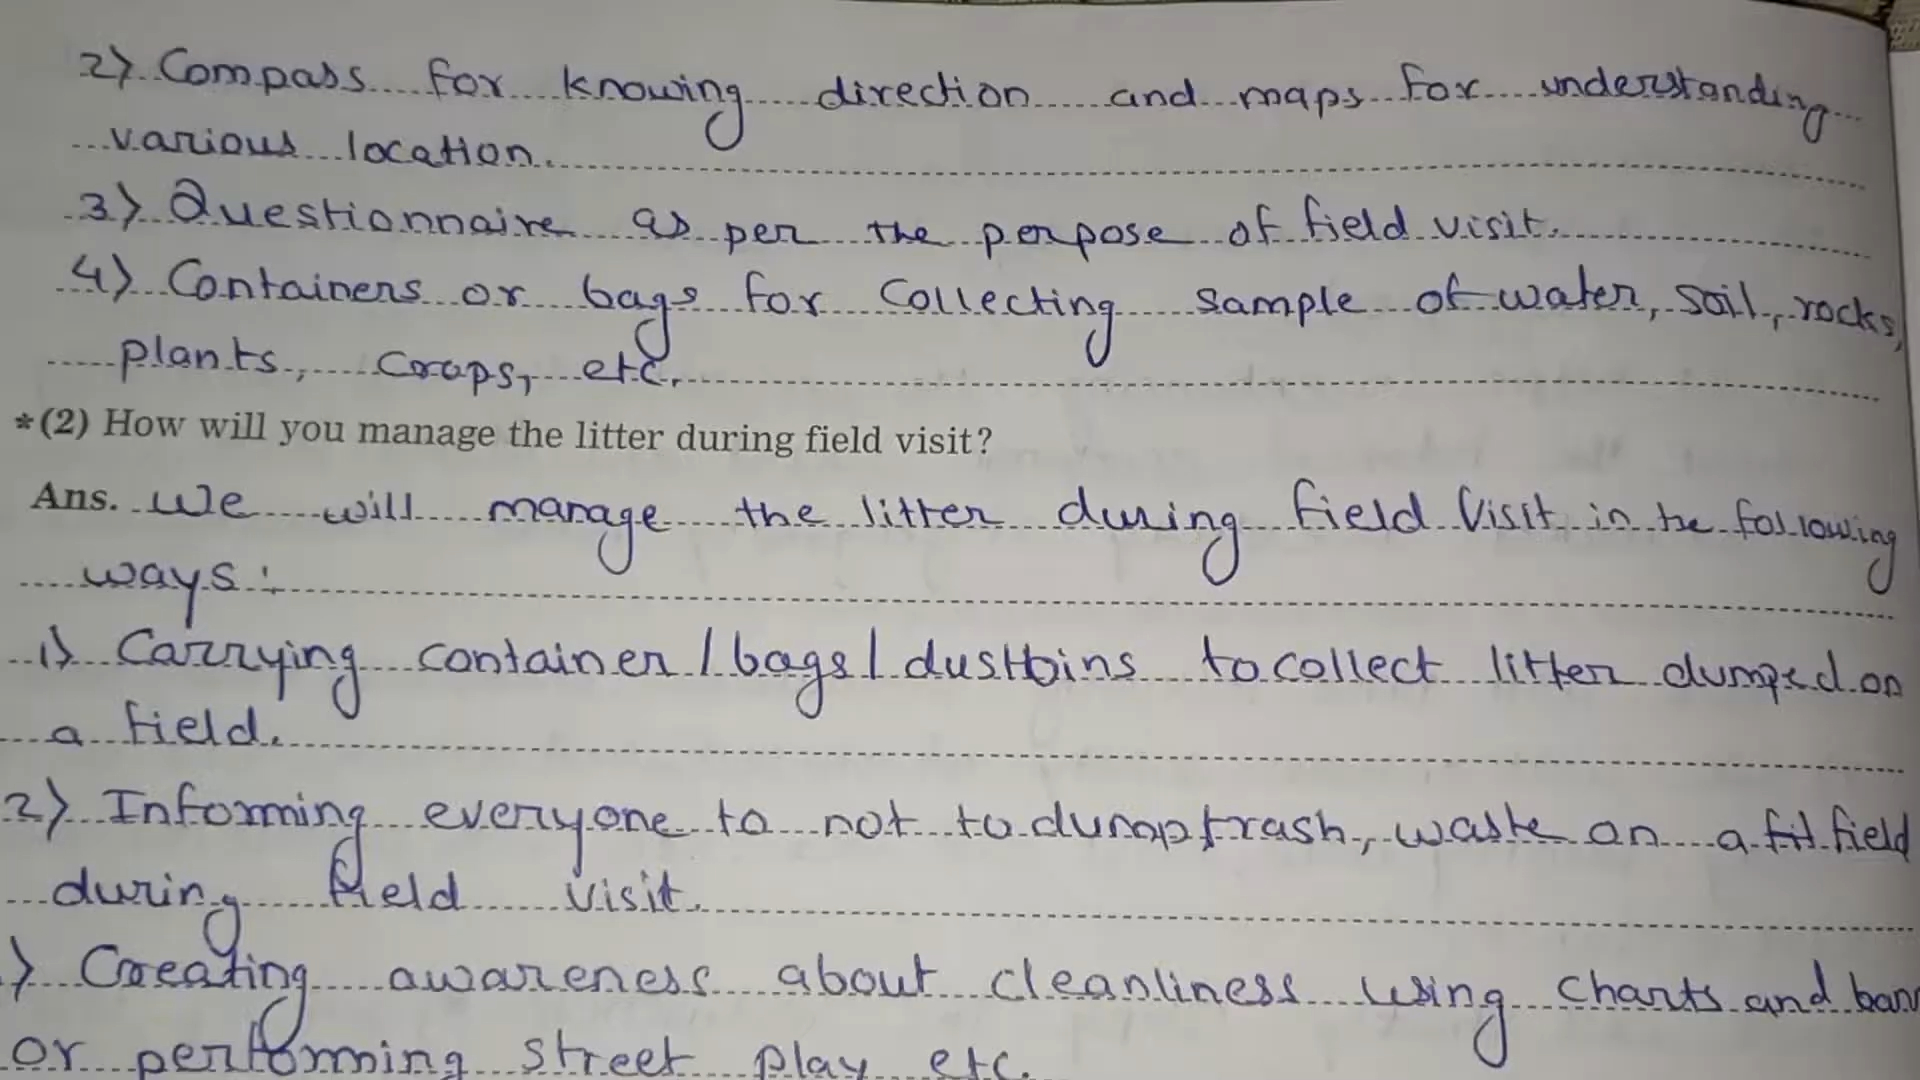 2) Compass for knowing direction and maps for understanding
various location.
3) Questionnaire as per the perpose of field visit.
4) Containers or bags for collecting sample of water, soil, rocks,
plants, craps, etc.
*(2) How will you manage the litter during field visit?
Ans. We will manage the litter during field visit in the following
ways :
1) Carrying container / bags / dustbins to collect litter dumped on
a field.
2) Informing everyone to not to dump trash, waste on a field
during field visit.
) Creating awareness about cleanliness using charts and
or performing street play etc.